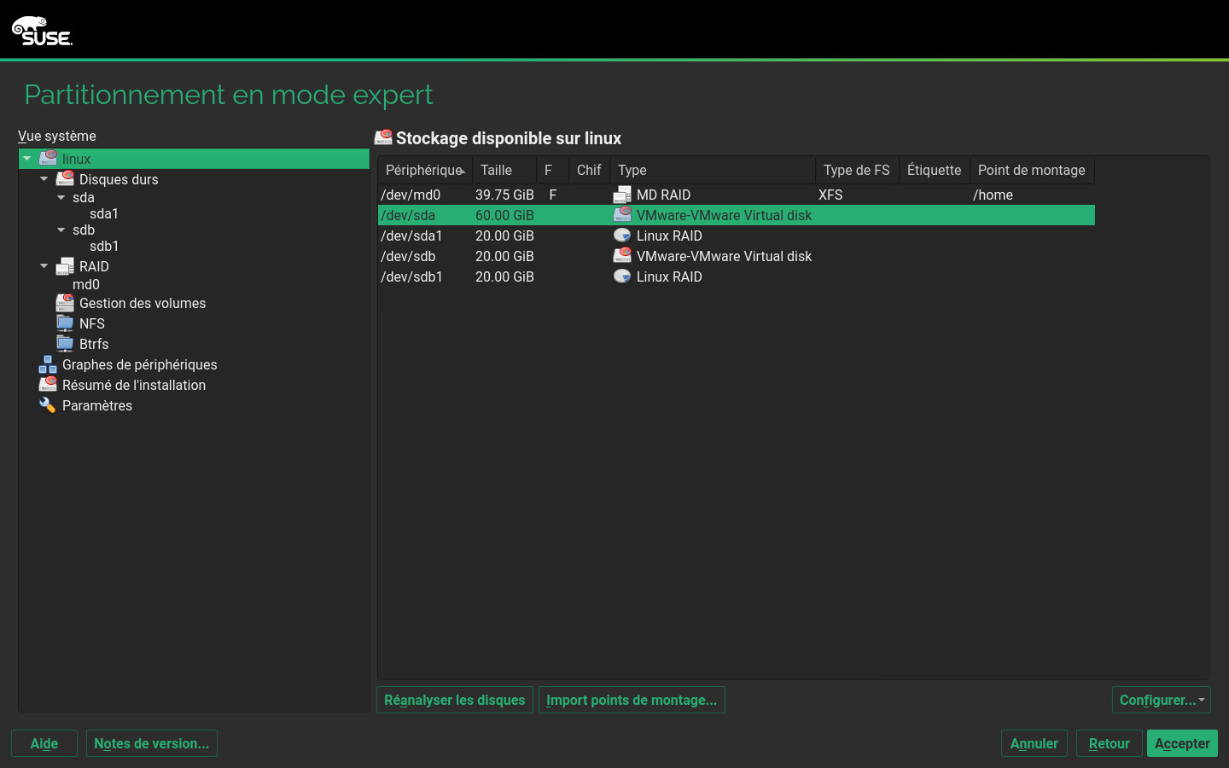 SUSE
Partitionnement en mode expert
Vue système
linux
Disques durs
sda
sda1
sdb
sdb1
RAID
md0
Gestion des volumes
NFS
Btrfs
Graphes de périphériques
Résumé de l'installation
Paramètres
Stockage disponible sur linux
Périphérique Taille F Chif Type Type de FS Étiquette Point de montage
/dev/md0 39.75 GiB F MD RAID XFS /home
/dev/sda 60.00 GiB VMware-VMware Virtual disk
/dev/sda1 20.00 GiB Linux RAID
/dev/sdb 20.00 GiB VMware-VMware Virtual disk
/dev/sdb1 20.00 GiB Linux RAID
Réanalyser les disques Import points de montage... Configurer...
Aide Notes de version... Annuler Retour Accepter